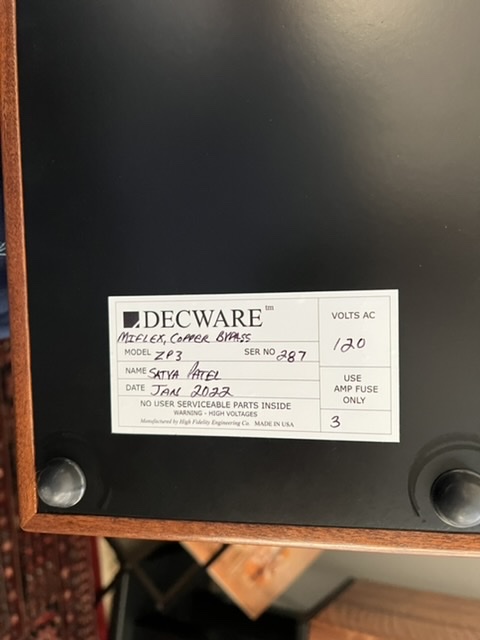 DECWARE tm
MIFLEX, COPPER BYPASS
MODEL ZP3 SER NO 287
NAME SATYA PATEL
DATE JAN 2022
NO USER SERVICEABLE PARTS INSIDE
WARNING - HIGH VOLTAGES
Manufactured by High Fidelity Engineering Co. MADE IN USA
VOLTS AC
120
USE
AMP FUSE
ONLY
3